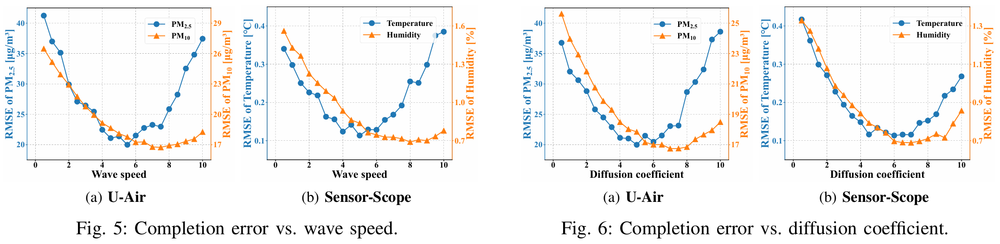 RMSE of PM2.5 [μg/m³]
40
35
30
25
20
PM2.5
PM10
29
26
23
20
17
RMSE of PM10 [μg/m³]
0 2 4 6 8 10
Wave speed
(a) U-Air
RMSE of Temperature [°C]
0.4
0.3
0.2
0.1
Temperature
Humidity
1.6
1.3
1.0
0.7
RMSE of Humidity [%]
0 2 4 6 8 10
Wave speed
(b) Sensor-Scope
Fig. 5: Completion error vs. wave speed.
RMSE of PM2.5 [μg/m³]
40
35
30
25
20
PM2.5
PM10
25
23
21
19
17
RMSE of PM10 [μg/m³]
0 2 4 6 8 10
Diffusion coefficient
(a) U-Air
RMSE of Temperature [°C]
0.4
0.3
0.2
0.1
Temperature
Humidity
1.3
1.1
0.9
0.7
RMSE of Humidity [%]
0 2 4 6 8 10
Diffusion coefficient
(b) Sensor-Scope
Fig. 6: Completion error vs. diffusion coefficient.